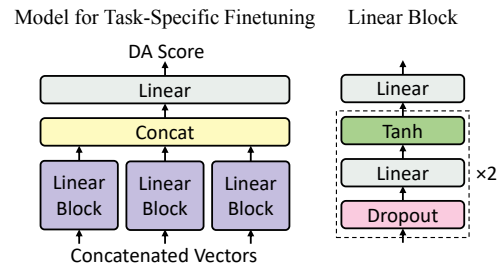 Model for Task-Specific Finetuning
DA Score
Linear
Concat
Linear Block
Linear Block
Linear Block
Concatenated Vectors
Linear Block
Linear
Tanh
Linear
×2
Dropout